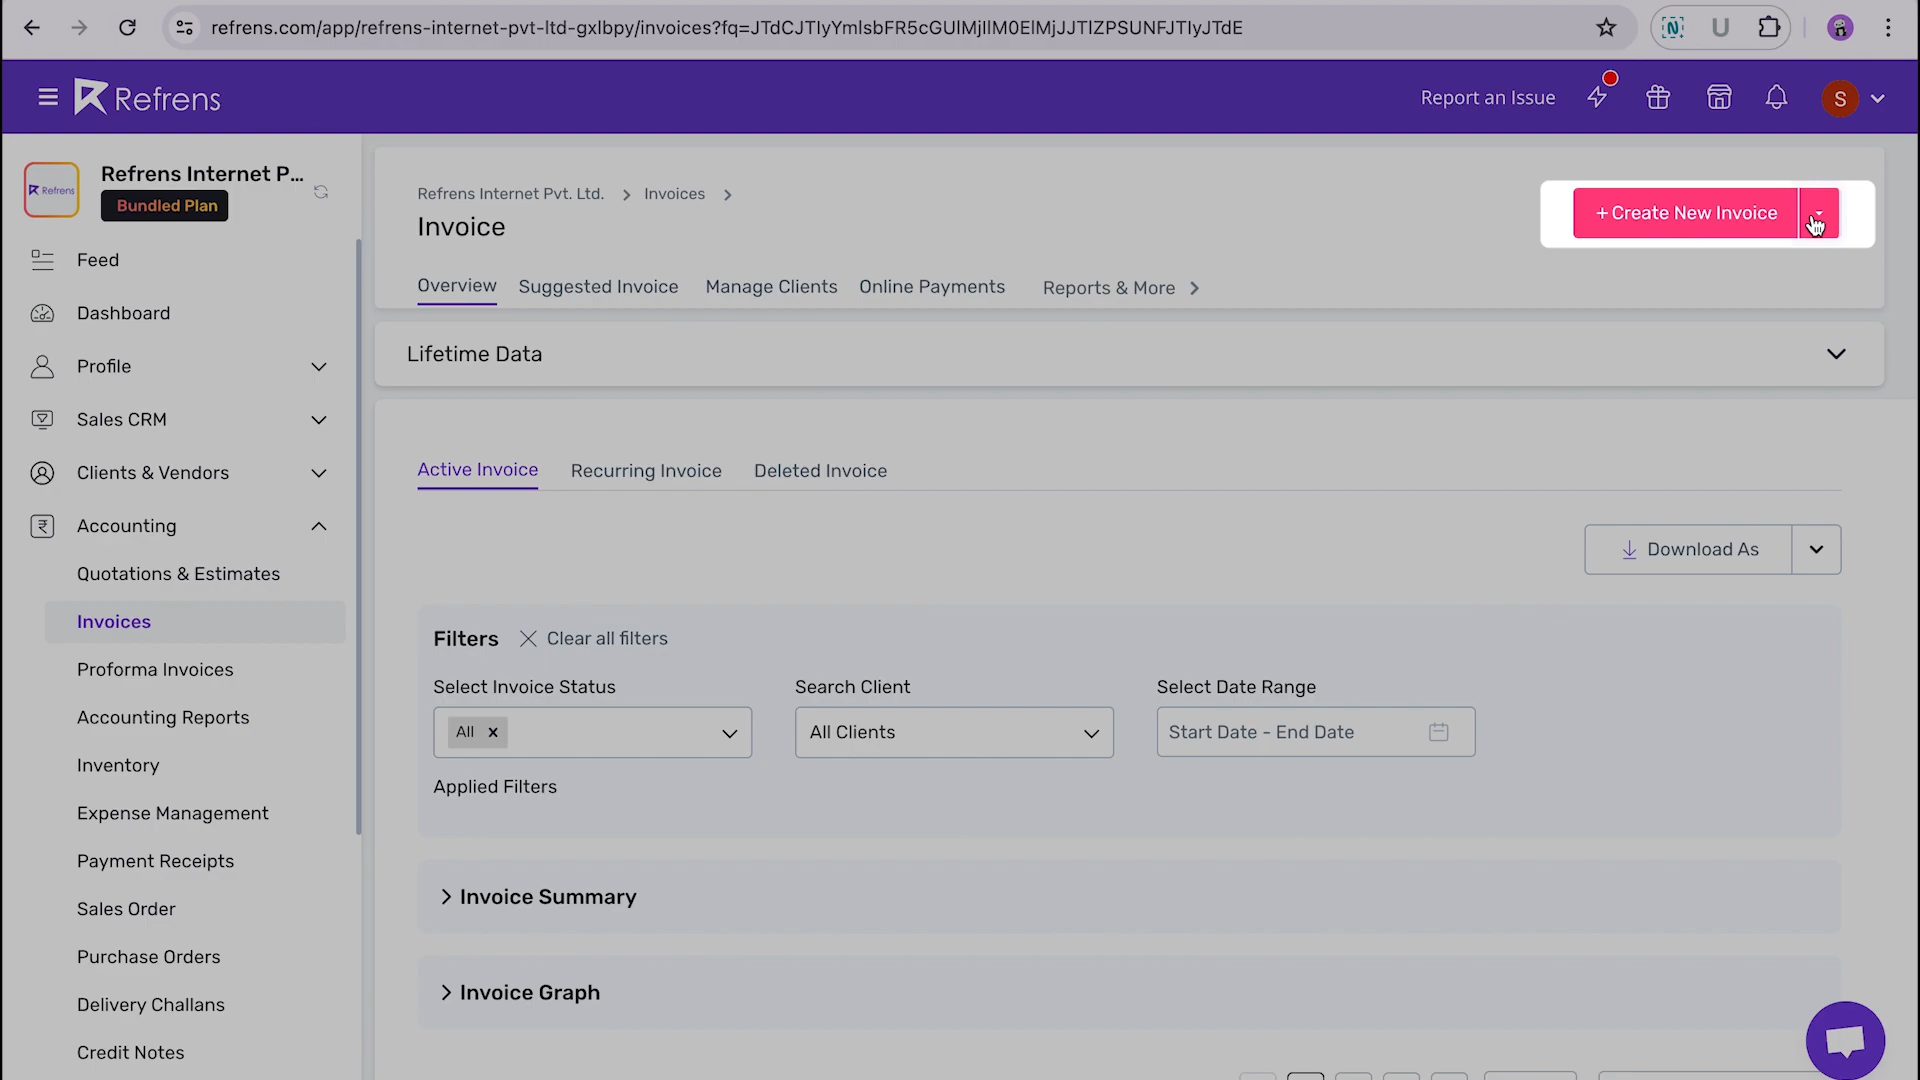 refrens.com/app/refrens-internet-pvt-ltd-gxlbpy/invoices?fq=JTdCJTIyYmlsbFR5cGUlMjIlM0ElMjJJTlZPSUNFJTIyJTdE
N
U
Refrens
Report an Issue
S
Refrens
Refrens Internet P...
Bundled Plan
Feed
Dashboard
Profile
Sales CRM
Clients & Vendors
Accounting
Quotations & Estimates
Invoices
Proforma Invoices
Accounting Reports
Inventory
Expense Management
Payment Receipts
Sales Order
Purchase Orders
Delivery Challans
Credit Notes
Refrens Internet Pvt. Ltd. > Invoices >
Invoice
+ Create New Invoice
Overview Suggested Invoice Manage Clients Online Payments Reports & More >
Lifetime Data
Active Invoice Recurring Invoice Deleted Invoice
Download As
Filters Clear all filters
Select Invoice Status Search Client Select Date Range
All × All Clients Start Date - End Date
Applied Filters
Invoice Summary
Invoice Graph